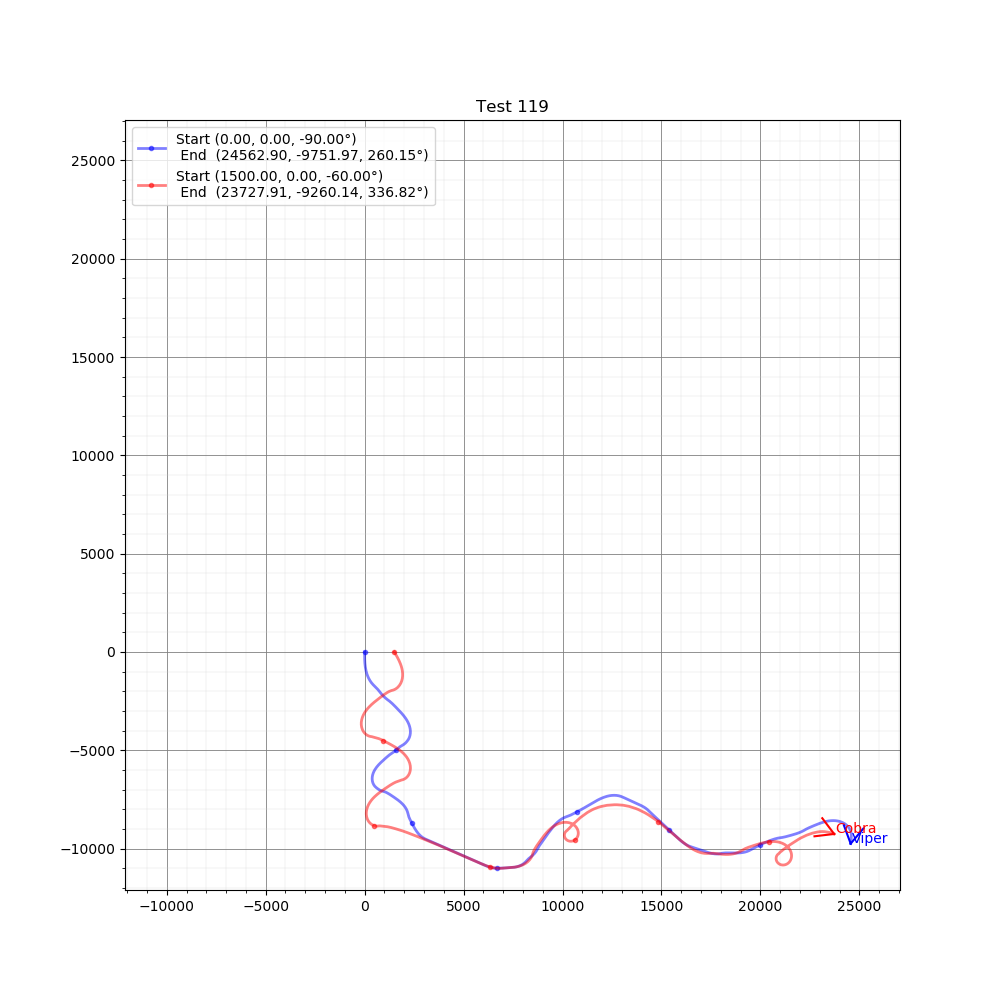 Test 119
Start (0.00, 0.00, -90.00°)
End (24562.90, -9751.97, 260.15°)
Start (1500.00, 0.00, -60.00°)
End (23727.91, -9260.14, 336.82°)
25000
20000
15000
10000
5000
0
−5000
−10000
Cobra
Viper
−10000 −5000 0 5000 10000 15000 20000 25000